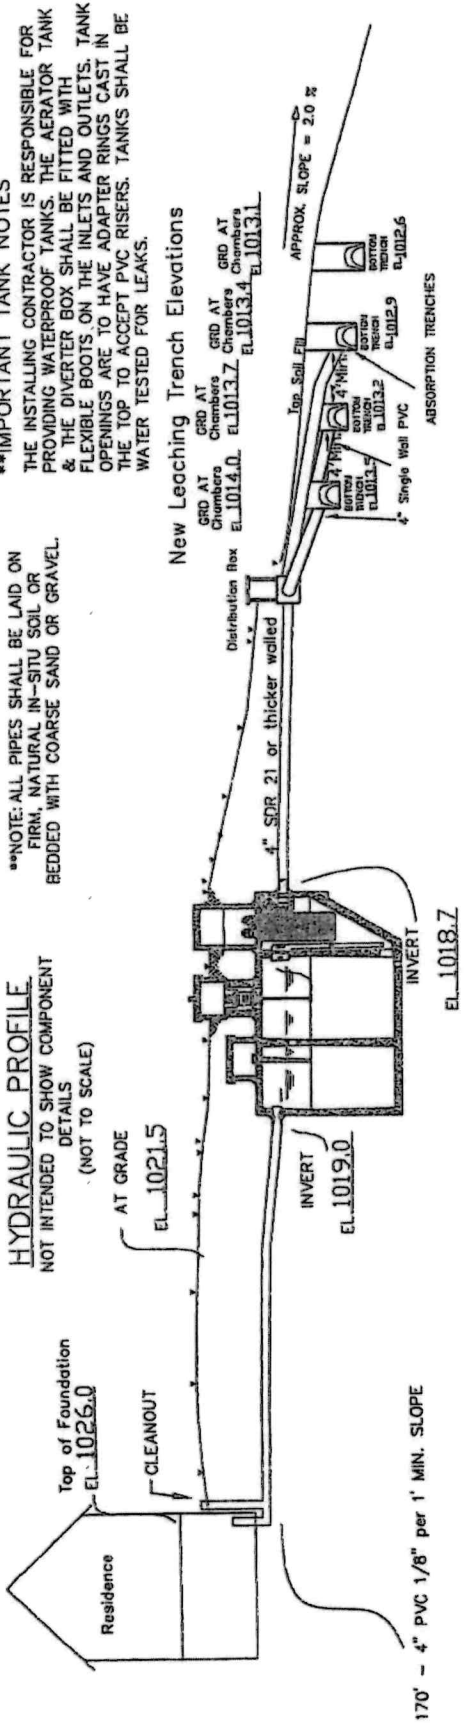 HYDRAULIC PROFILE
NOT INTENDED TO SHOW COMPONENT
DETAILS
(NOT TO SCALE)
**NOTE: ALL PIPES SHALL BE LAID ON
FIRM, NATURAL IN-SITU SOIL OR
BEDDED WITH COARSE SAND OR GRAVEL.
**IMPORTANT TANK NOTES
THE INSTALLING CONTRACTOR IS RESPONSIBLE FOR
PROVIDING WATERPROOF TANKS. THE AERATOR TANK
& THE DIVERTER BOX SHALL BE FITTED WITH
FLEXIBLE BOOTS ON THE INLETS AND OUTLETS. TANK
OPENINGS ARE TO HAVE ADAPTER RINGS CAST IN
THE TOP TO ACCEPT PVC RISERS. TANKS SHALL BE
WATER TESTED FOR LEAKS.
Top of Foundation
EL. 1026.0
Residence
CLEANOUT
AT GRADE
EL. 1021.5
170' - 4" PVC 1/8" per 1' MIN. SLOPE
INVERT
EL. 1019.0
INVERT
EL. 1018.7
4" SDR 21 or thicker walled
Distribution Box
New Leaching Trench Elevations
GRD AT
Chambers
EL 1014.0
GRD AT
Chambers
EL 1013.7
GRD AT
Chambers
EL 1013.4
GRD AT
Chambers
EL 1013.1
APPROX. SLOPE = 2.0 %
Top Soil Fill
4' Min.
4' Min.
BOTTOM
TRENCH
EL 1013.5
BOTTOM
TRENCH
EL 1013.2
BOTTOM
TRENCH
EL 1012.9
BOTTOM
TRENCH
EL 1012.6
4" Single Wall PVC
ABSORPTION TRENCHES